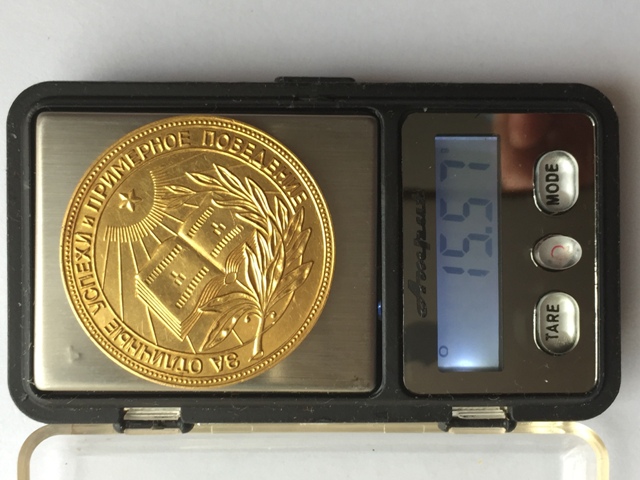 ЗА ОТЛИЧНЫЕ УСПЕХИ И ПРИМЕРНОЕ ПОВЕДЕНИЕ
15.57
MODE
TARE